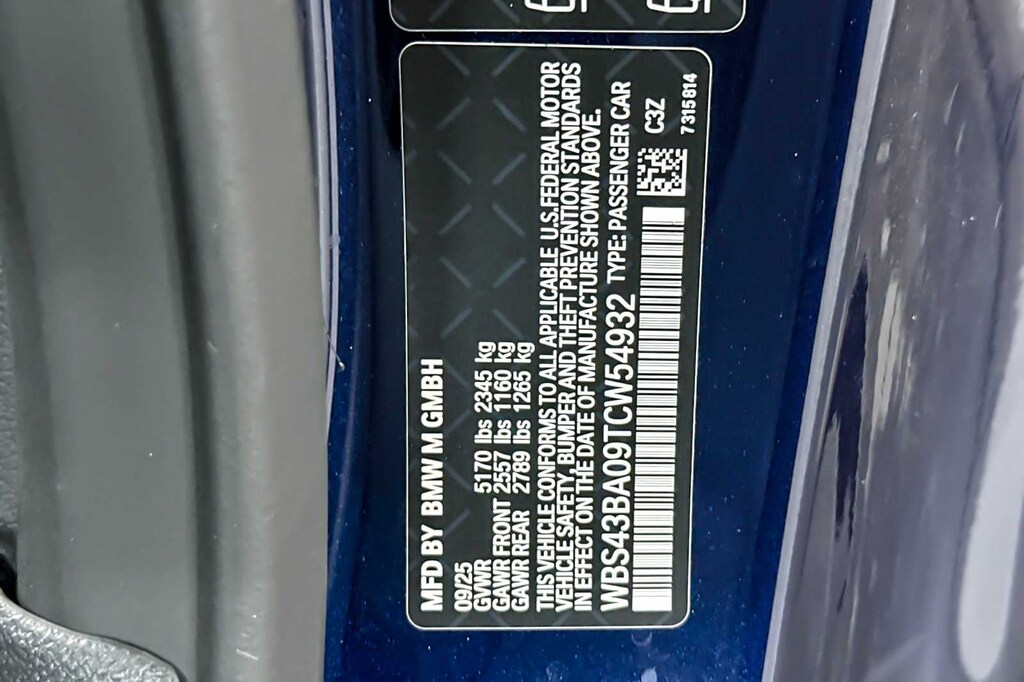 MFD BY BMW M GMBH
09/25
GVWR 5170 lbs 2345 kg
GAWR FRONT 2557 lbs 1160 kg
GAWR REAR 2789 lbs 1265 kg
THIS VEHICLE CONFORMS TO ALL APPLICABLE U.S.FEDERAL MOTOR
VEHICLE SAFETY, BUMPER AND THEFT PREVENTION STANDARDS
IN EFFECT ON THE DATE OF MANUFACTURE SHOWN ABOVE.
WBS43BA09TCW54932 TYPE: PASSENGER CAR
C3Z
7315814